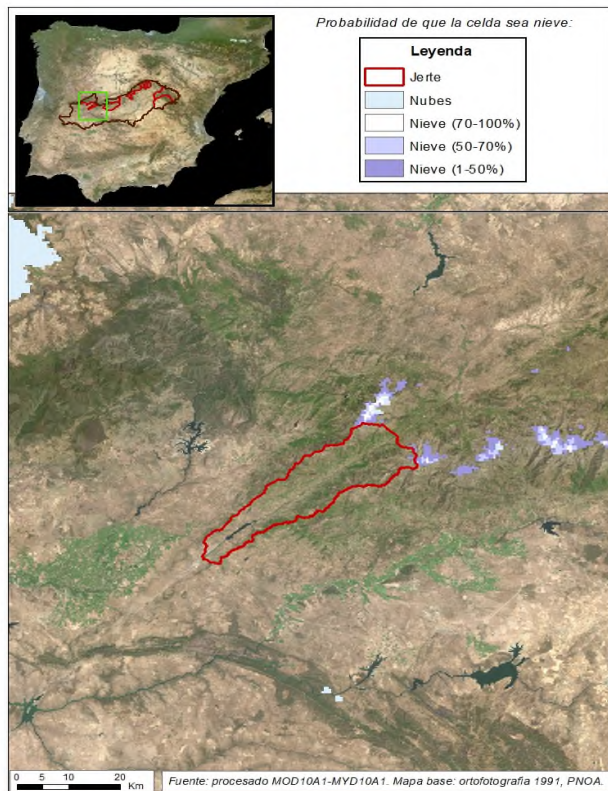 Probabilidad de que la celda sea nieve:
Leyenda
Jerte
Nubes
Nieve (70-100%)
Nieve (50-70%)
Nieve (1-50%)
0 5 10 20
Km
Fuente: procesado MOD10A1-MYD10A1. Mapa base: ortofotografia 1991, PNOA.